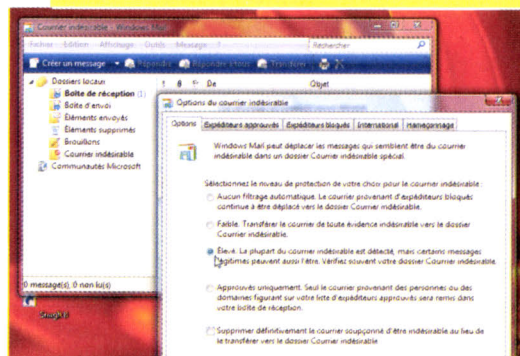 Courrier indésirable - Windows Mail
Fichier Edition Affichage Outils Message ?
Rechercher
Créer un message Répondre Répondre à tous Transférer
Dossiers locaux
Boîte de réception (1)
Boîte d'envoi
Éléments envoyés
Éléments supprimés
Brouillons
Courrier indésirable
Communautés Microsoft
! De Objet
0 message(s), 0 non lu(s)
SnagIt 8
Options du courrier indésirable
Options Expéditeurs approuvés Expéditeurs bloqués International Hameçonnage
Windows Mail peut déplacer les messages qui semblent être du courrier
indésirable dans un dossier Courrier indésirable spécial.
Sélectionnez le niveau de protection de votre choix pour le courrier indésirable :
Aucun filtrage automatique. Le courrier provenant d'expéditeurs bloqués
continue à être déplacé vers le dossier Courrier indésirable.
Faible. Transférer le courrier de toute évidence indésirable vers le dossier
Courrier indésirable.
Élevé. La plupart du courrier indésirable est détecté, mais certains messages
légitimes peuvent aussi l'être. Vérifiez souvent votre dossier Courrier indésirable.
Approuvés uniquement. Seul le courrier provenant des personnes ou des
domaines figurant sur votre liste d'expéditeurs approuvés sera remis dans
votre boîte de réception.
Supprimer définitivement le courrier soupçonné d'être indésirable au lieu de
le transférer vers le dossier Courrier indésirable